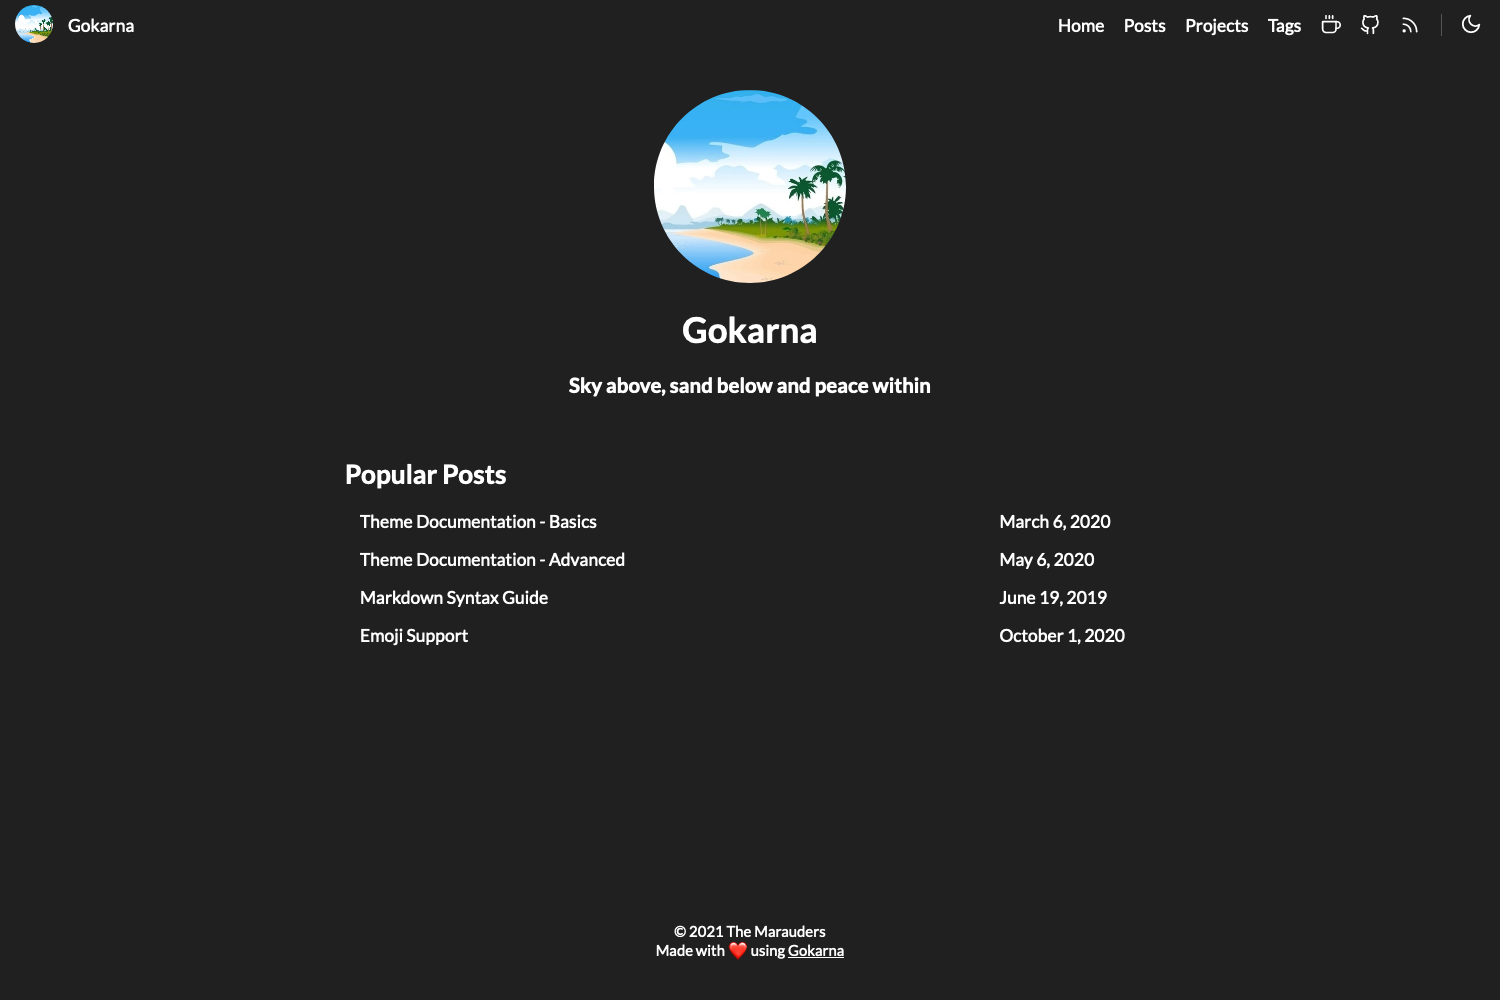 Gokarna
Home Posts Projects Tags
Gokarna
Sky above, sand below and peace within
Popular Posts
Theme Documentation - Basics March 6, 2020
Theme Documentation - Advanced May 6, 2020
Markdown Syntax Guide June 19, 2019
Emoji Support October 1, 2020
© 2021 The Marauders
Made with ❤️ using Gokarna